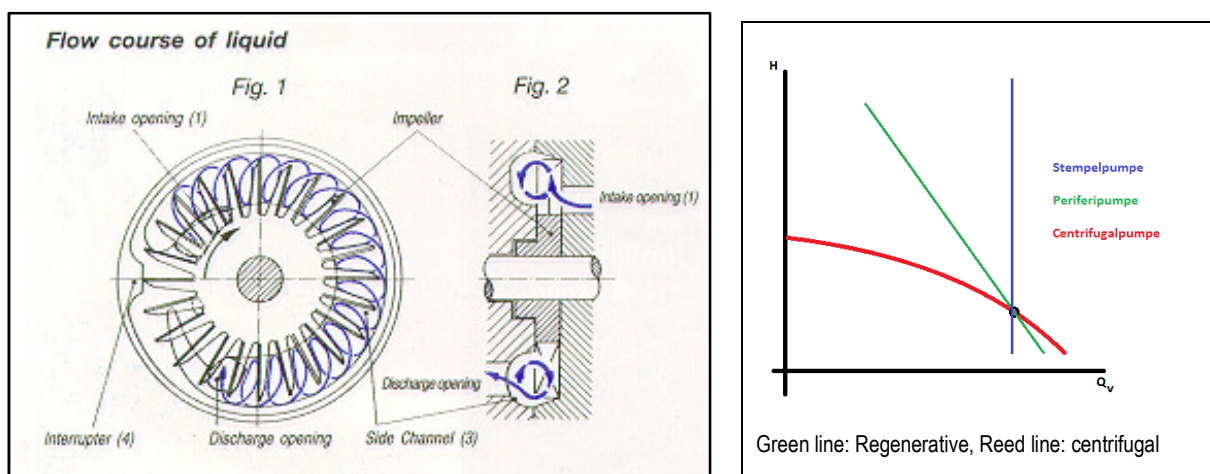 Flow course of liquid
Fig. 1
Fig. 2
Intake opening (1)
Impeller
Intake opening (1)
Discharge opening
Interrupter (4)
Discharge opening
Side Channel (3)
H
Stempelpumpe
Periferipumpe
Centrifugalpumpe
Qv
Green line: Regenerative, Reed line: centrifugal